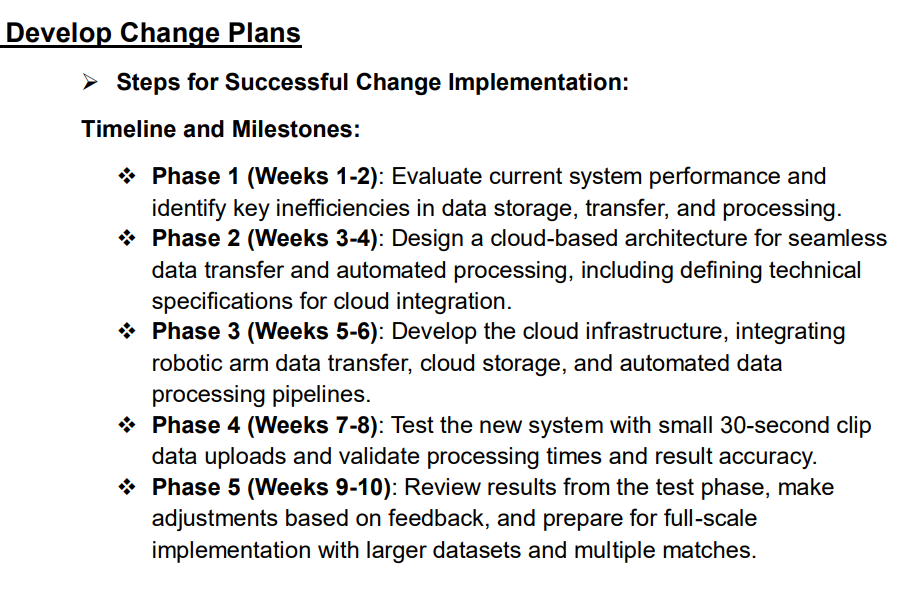 Develop Change Plans
➢ Steps for Successful Change Implementation:
Timeline and Milestones:
❖ Phase 1 (Weeks 1-2): Evaluate current system performance and
identify key inefficiencies in data storage, transfer, and processing.
❖ Phase 2 (Weeks 3-4): Design a cloud-based architecture for seamless
data transfer and automated processing, including defining technical
specifications for cloud integration.
❖ Phase 3 (Weeks 5-6): Develop the cloud infrastructure, integrating
robotic arm data transfer, cloud storage, and automated data
processing pipelines.
❖ Phase 4 (Weeks 7-8): Test the new system with small 30-second clip
data uploads and validate processing times and result accuracy.
❖ Phase 5 (Weeks 9-10): Review results from the test phase, make
adjustments based on feedback, and prepare for full-scale
implementation with larger datasets and multiple matches.